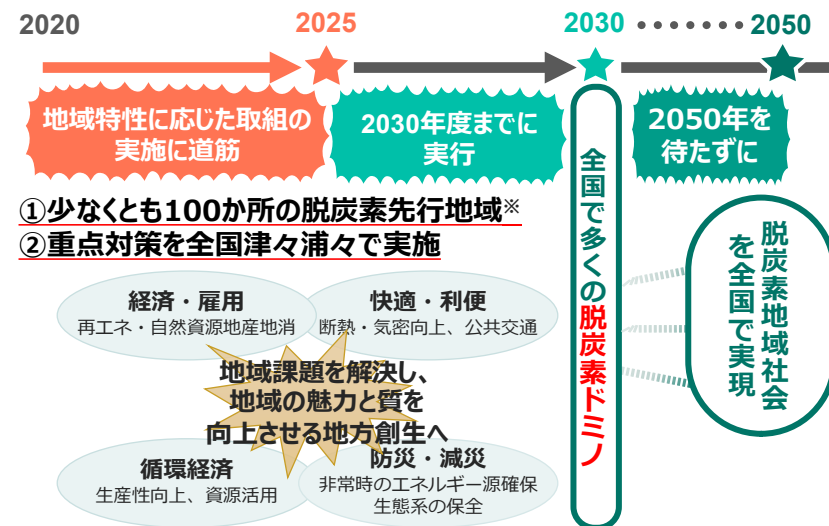 2020
2025
2030
2050
地域特性に応じた取組の
実施に道筋
2030年度までに
実行
2050年を
待たずに
①少なくとも100か所の脱炭素先行地域※
②重点対策を全国津々浦々で実施
経済・雇用
再エネ・自然資源地産地消
快適・利便
断熱・気密向上、公共交通
地域課題を解決し、
地域の魅力と質を
向上させる地方創生へ
循環経済
生産性向上、資源活用
防災・減災
非常時のエネルギー源確保
生態系の保全
全国で多くの脱炭素ドミノ
脱炭素地域社会
を全国で実現